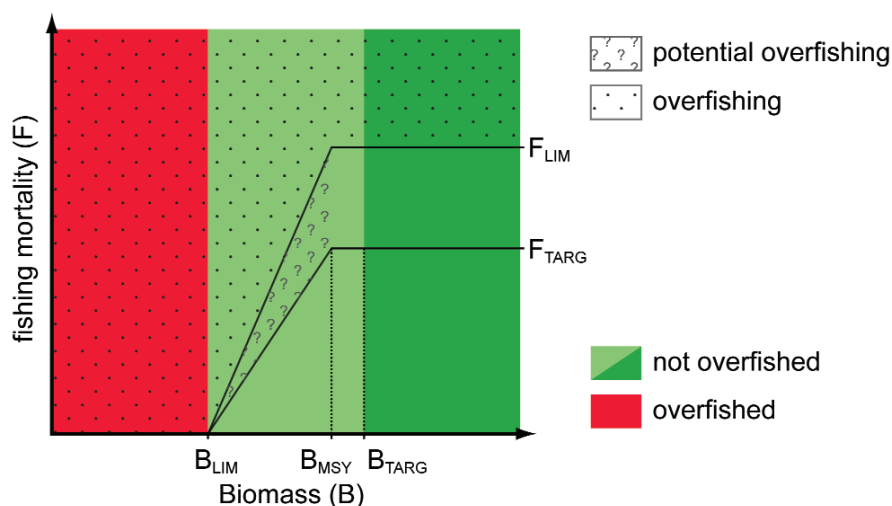 potential overfishing
overfishing
fishing mortality (F)
F_LIM
F_TARG
not overfished
overfished
B_LIM B_MSY B_TARG
Biomass (B)
? ? ? ? ? ?
? ? ? ? ? ? ? ? ? ? ? ? ? ? ? ? ? ?